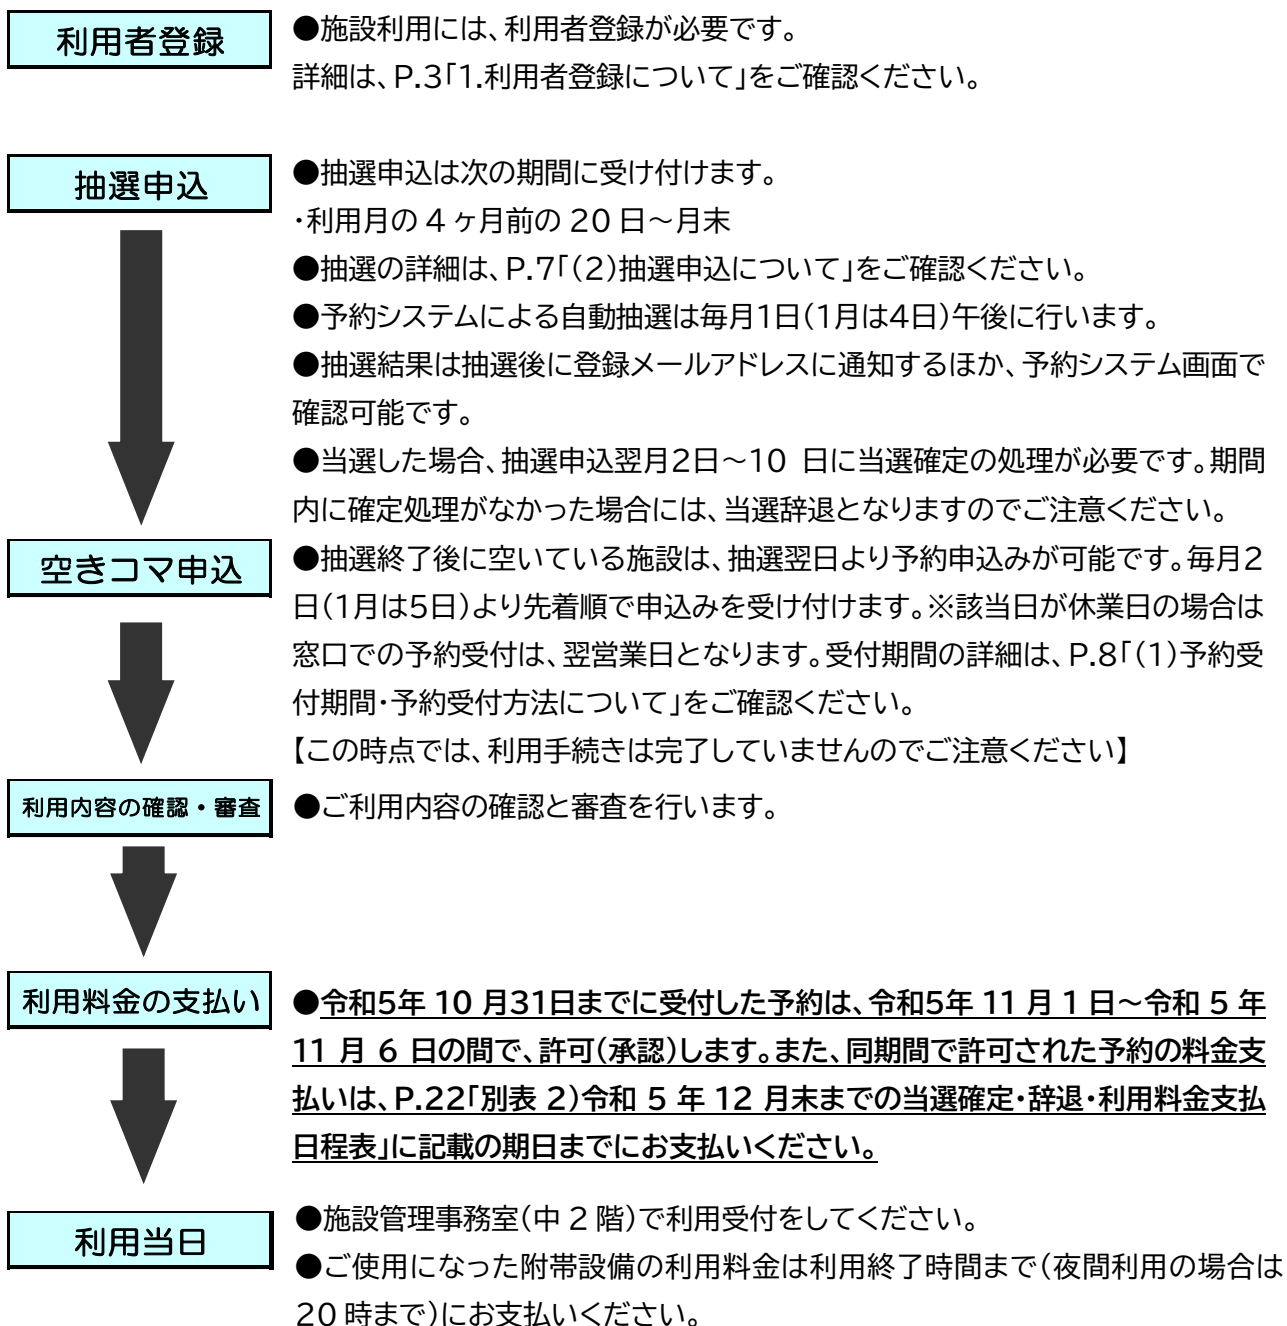 利用者登録
●施設利用には、利用者登録が必要です。
詳細は、P.3「1.利用者登録について」をご確認ください。
抽選申込
●抽選申込は次の期間に受け付けます。
・利用月の 4 ヶ月前の 20 日～月末
●抽選の詳細は、P.7「(2)抽選申込について」をご確認ください。
●予約システムによる自動抽選は毎月1日(1月は4日)午後に行います。
●抽選結果は抽選後に登録メールアドレスに通知するほか、予約システム画面で
確認可能です。
●当選した場合、抽選申込翌月2日～10 日に当選確定の処理が必要です。期間
内に確定処理がなかった場合には、当選辞退となりますのでご注意ください。
空きコマ申込
●抽選終了後に空いている施設は、抽選翌日より予約申込みが可能です。毎月2
日(1月は5日)より先着順で申込みを受け付けます。※該当日が休業日の場合は
窓口での予約受付は、翌営業日となります。受付期間の詳細は、P.8「(1)予約受
付期間・予約受付方法について」をご確認ください。
【この時点では、利用手続きは完了していませんのでご注意ください】
利用内容の確認・審査
●ご利用内容の確認と審査を行います。
利用料金の支払い
●令和5年 10 月31日までに受付した予約は、令和5年 11 月 1 日～令和 5 年
11 月 6 日の間で、許可(承認)します。また、同期間で許可された予約の料金支
払いは、P.22「別表 2)令和 5 年 12 月末までの当選確定・辞退・利用料金支払
日程表」に記載の期日までにお支払いください。
利用当日
●施設管理事務室(中 2 階)で利用受付をしてください。
●ご使用になった附帯設備の利用料金は利用終了時間まで(夜間利用の場合は
20 時まで)にお支払いください。